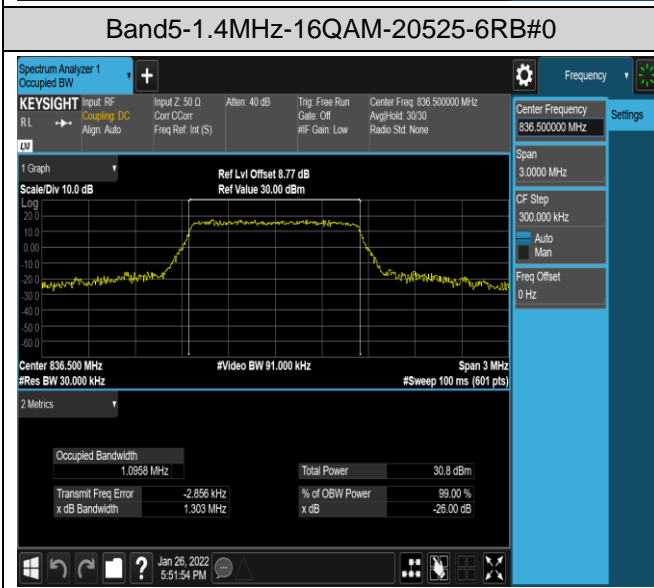 Band5-1.4MHz-16QAM-20525-6RB#0
Spectrum Analyzer 1
Occupied BW
+
Frequency
KEYSIGHT
RL
LXI
Input: RF
Coupling: DC
Align: Auto
Input Z: 50 Ω
Corr CCorr
Freq Ref: Int (S)
Atten: 40 dB
Trig: Free Run
Gate: Off
#IF Gain: Low
Center Freq: 836.500000 MHz
Avg|Hold: 30/30
Radio Std: None
Center Frequency
836.500000 MHz
Settings
Span
3.0000 MHz
CF Step
300.000 kHz
Auto
Man
Freq Offset
0 Hz
1 Graph
Scale/Div 10.0 dB
Ref Lvl Offset 8.77 dB
Ref Value 30.00 dBm
Log
20.0
10.0
0.00
-10.0
-20.0
-30.0
-40.0
-50.0
-60.0
Center 836.500 MHz
#Res BW 30.000 kHz
#Video BW 91.000 kHz
Span 3 MHz
#Sweep 100 ms (601 pts)
2 Metrics
Occupied Bandwidth
1.0958 MHz
Total Power 30.8 dBm
Transmit Freq Error -2.856 kHz
% of OBW Power 99.00 %
x dB Bandwidth 1.303 MHz
x dB -26.00 dB
?
Jan 26, 2022
5:51:54 PM